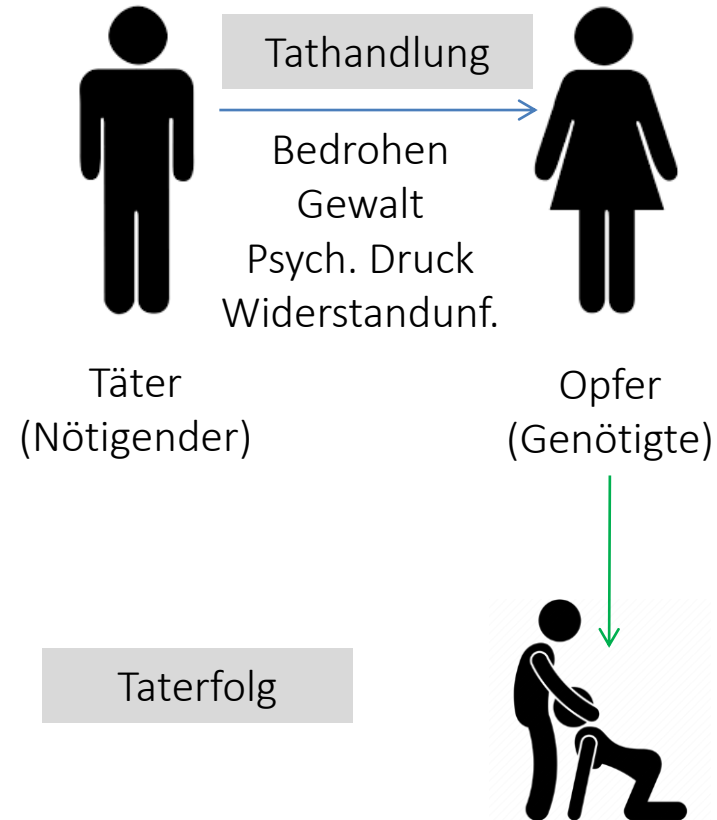 Tathandlung
Bedrohen
Gewalt
Psych. Druck
Widerstandunf.
Täter
(Nötigender)
Opfer
(Genötigte)
Taterfolg